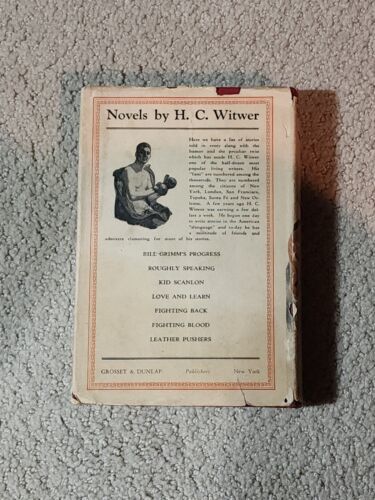 Novels by H. C. Witwer
Here we have a list of stories
told in zesty along with the
humor and the peculiar twist
which has made H. C. Witwer
one of the half-dozen most
popular living writers. His
"fans" are numbered among the
thousands. They are numbered
among the citizens of New
York, London, San Francisco,
Topeka, Santa Fé and New Or-
leans. A few years ago H. C.
Witwer was earning a few dol-
lars a week. He began one day
to write stories in the American
"slanguage" and to-day he has
a multitude of friends and
admirers clamoring for more of his stories.
BILL GRIMM'S PROGRESS
ROUGHLY SPEAKING
KID SCANLON
LOVE AND LEARN
FIGHTING BACK
FIGHTING BLOOD
LEATHER PUSHERS
GROSSET & DUNLAP Publishers New York